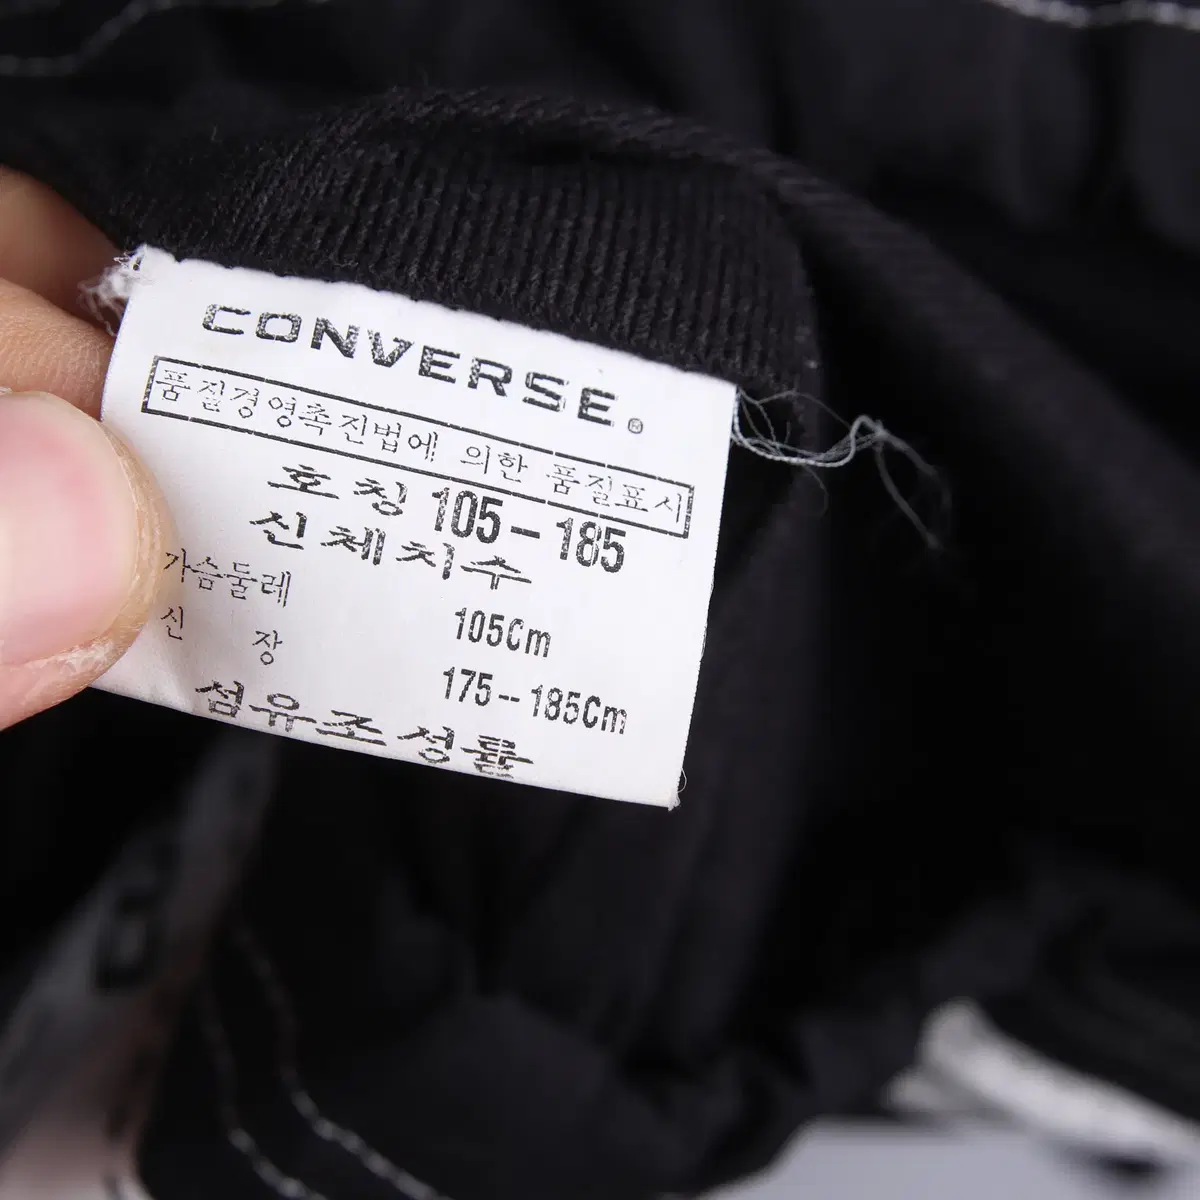 CONVERSE®
품질경영촉진법에 의한 품질표시
호칭 105-185
신체치수
가슴둘레 105Cm
신 장 175--185Cm
섬유조성률